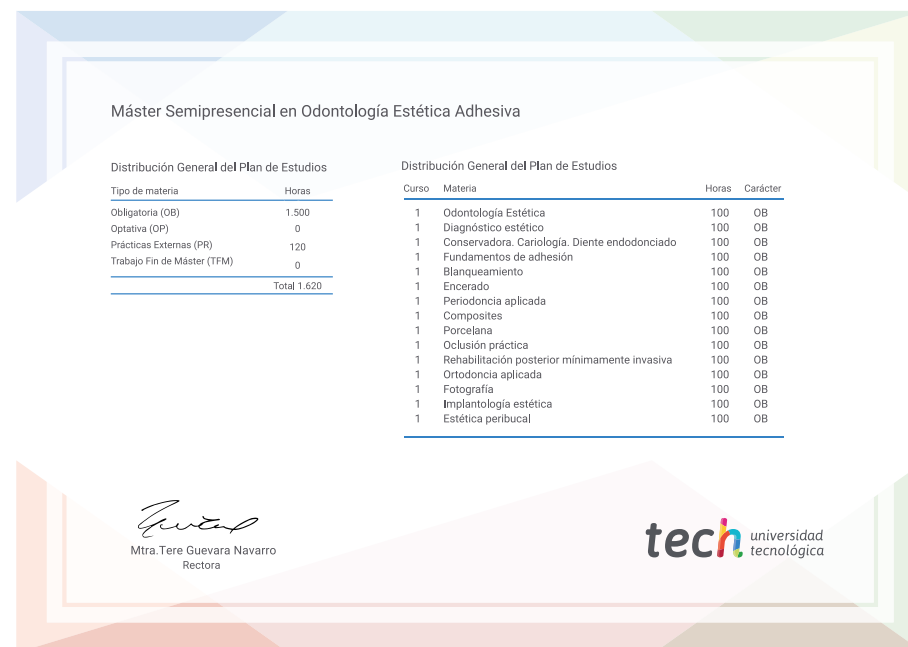 Máster Semipresencial en Odontología Estética Adhesiva
Distribución General del Plan de Estudios
Tipo de materia Horas
Obligatoria (OB) 1.500
Optativa (OP) 0
Prácticas Externas (PR) 120
Trabajo Fin de Máster (TFM) 0
Total 1.620
Distribución General del Plan de Estudios
Curso Materia Horas Carácter
1 Odontología Estética 100 OB
1 Diagnóstico estético 100 OB
1 Conservadora. Cariología. Diente endodonciado 100 OB
1 Fundamentos de adhesión 100 OB
1 Blanqueamiento 100 OB
1 Encerado 100 OB
1 Periodoncia aplicada 100 OB
1 Composites 100 OB
1 Porcelana 100 OB
1 Oclusión práctica 100 OB
1 Rehabilitación posterior mínimamente invasiva 100 OB
1 Ortodoncia aplicada 100 OB
1 Fotografía 100 OB
1 Implantología estética 100 OB
1 Estética peribucal 100 OB
Mtra.Tere Guevara Navarro
Rectora
tech universidad
tecnológica